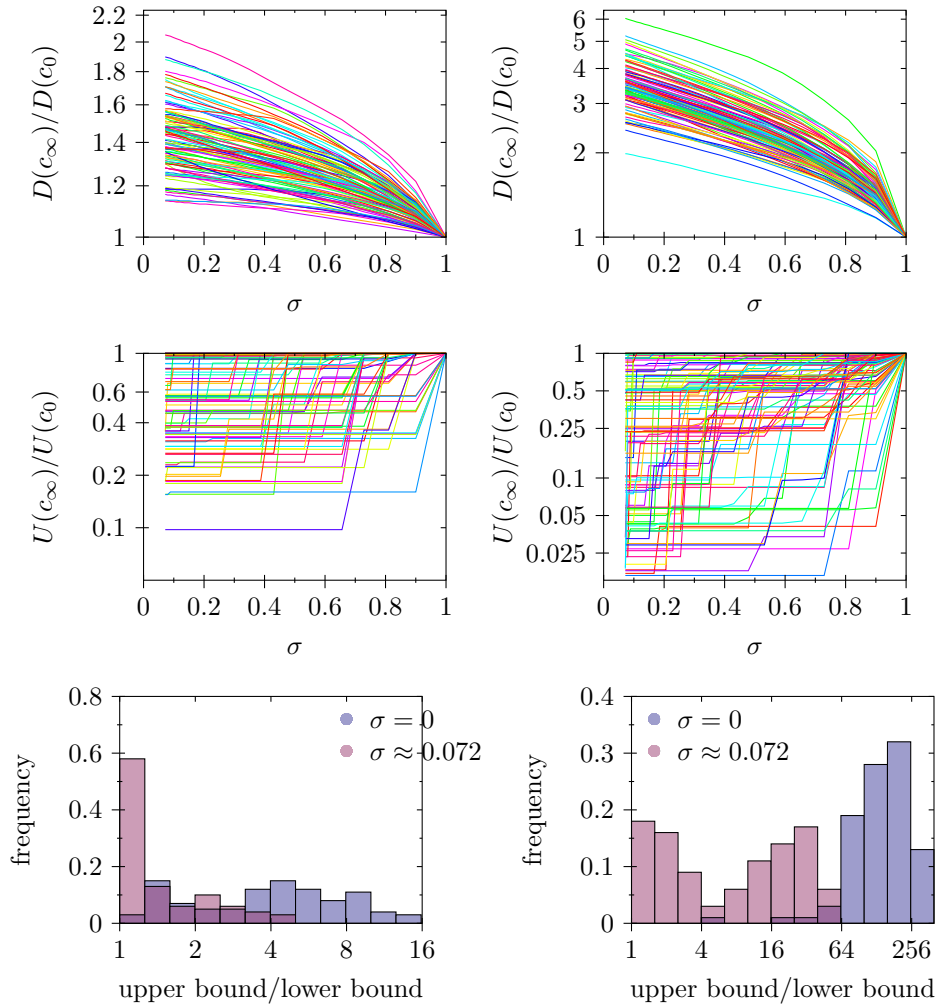 2.2
2
1.8
1.6
1.4
1.2
1
D(c∞)/D(c0)
0 0.2 0.4 0.6 0.8 1
σ
6
5
4
3
2
1
D(c∞)/D(c0)
0 0.2 0.4 0.6 0.8 1
σ
1
0.6
0.4
0.2
0.1
U(c∞)/U(c0)
0 0.2 0.4 0.6 0.8 1
σ
1
0.5
0.25
0.1
0.05
0.025
U(c∞)/U(c0)
0 0.2 0.4 0.6 0.8 1
σ
0.8
0.6
0.4
0.2
0
frequency
σ = 0
σ ≈ 0.072
1 2 4 8 16
upper bound/lower bound
0.4
0.3
0.2
0.1
0
frequency
σ = 0
σ ≈ 0.072
1 4 16 64 256
upper bound/lower bound